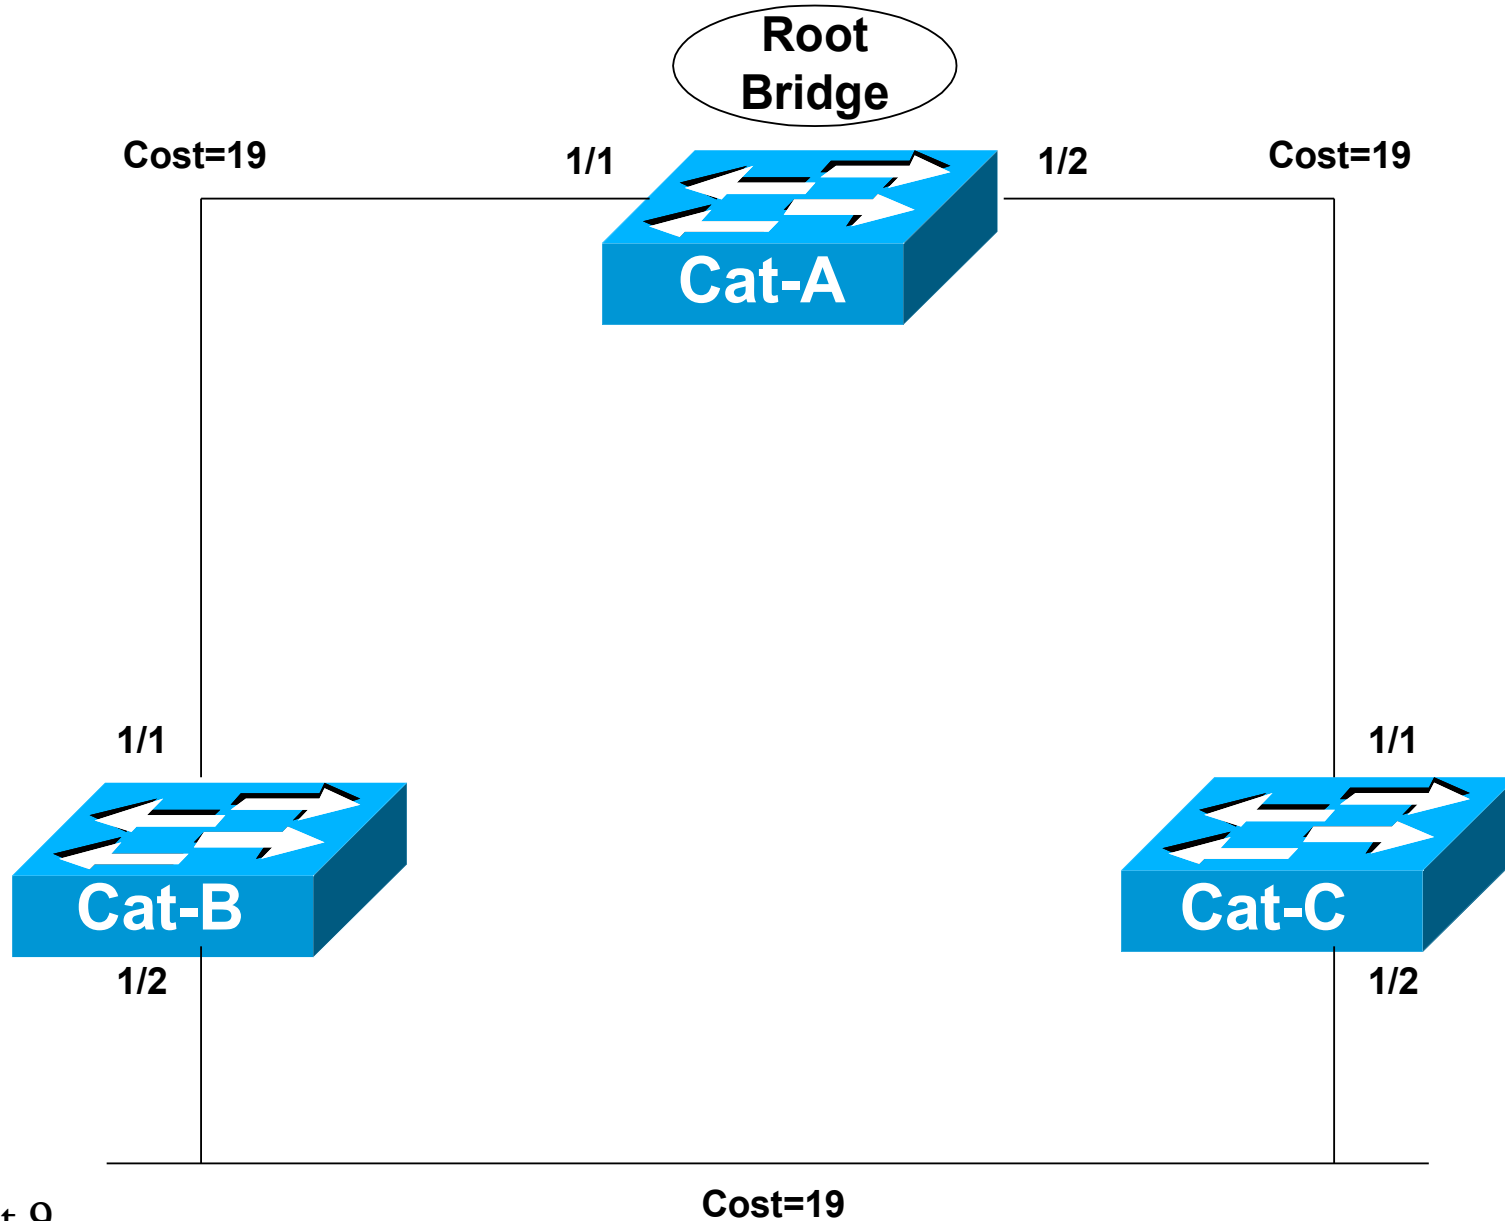 Root
Bridge
Cost=19
1/1
1/2
Cost=19
Cat-A
1/1
1/1
Cat-B
Cat-C
1/2
1/2
Cost=19